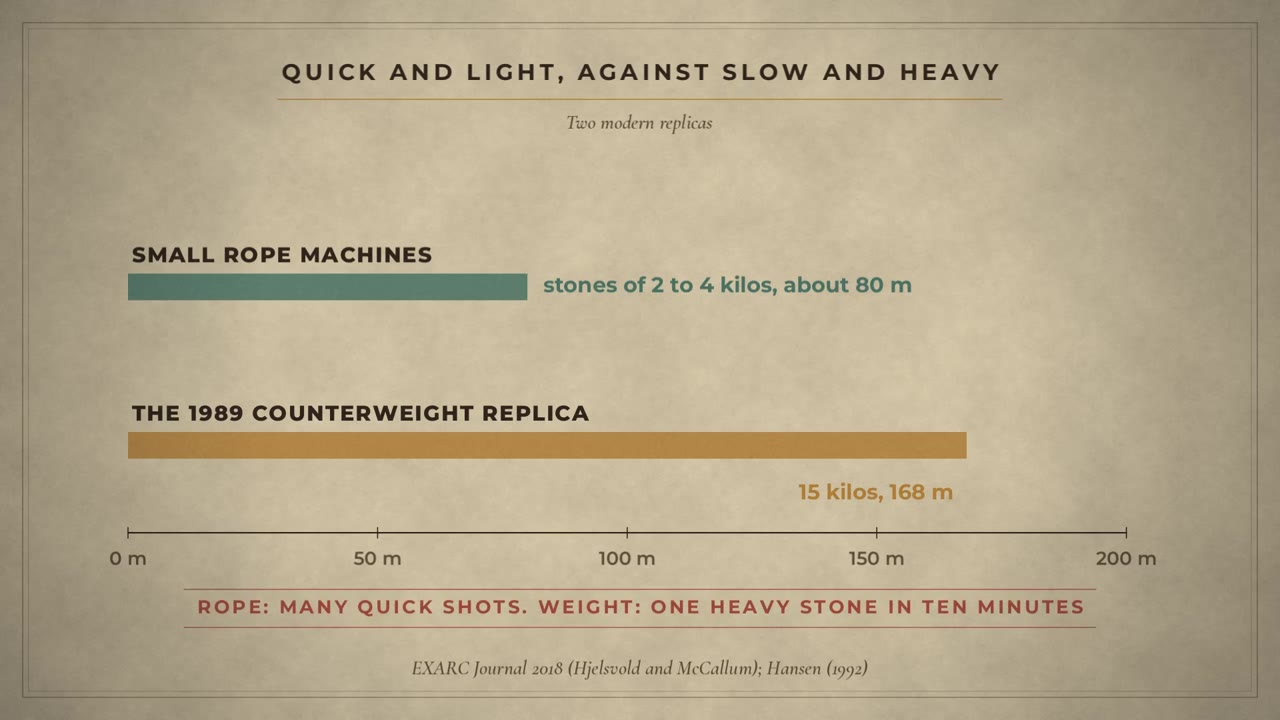 QUICK AND LIGHT, AGAINST SLOW AND HEAVY
Two modern replicas
SMALL ROPE MACHINES
stones of 2 to 4 kilos, about 80 m
THE 1989 COUNTERWEIGHT REPLICA
15 kilos, 168 m
0 m 50 m 100 m 150 m 200 m
ROPE: MANY QUICK SHOTS. WEIGHT: ONE HEAVY STONE IN TEN MINUTES
EXARC Journal 2018 (Hjelsvold and McCallum); Hansen (1992)